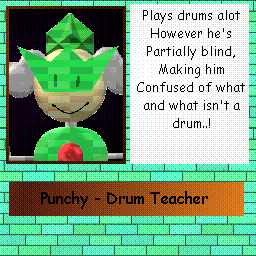 Plays drums alot
However he's
Partially blind,
Making him
Confused of what
and what isn't a
drum..!
Punchy - Drum Teacher